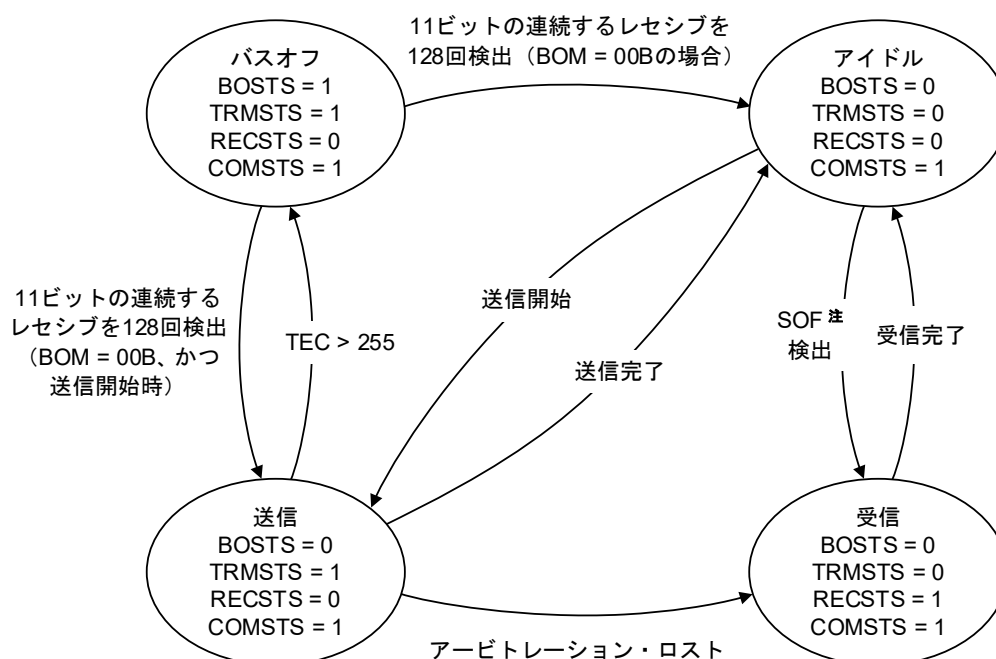 11ビットの連続するレセシブを
128回検出（BOM = 00Bの場合）
バスオフ
BOSTS = 1
TRMSTS = 1
RECSTS = 0
COMSTS = 1
アイドル
BOSTS = 0
TRMSTS = 0
RECSTS = 0
COMSTS = 1
11ビットの連続する
レセシブを128回検出
（BOM = 00B、かつ
送信開始時）
TEC > 255
送信開始
送信完了
SOF注
検出
受信完了
送信
BOSTS = 0
TRMSTS = 1
RECSTS = 0
COMSTS = 1
受信
BOSTS = 0
TRMSTS = 0
RECSTS = 1
COMSTS = 1
アービトレーション・ロスト